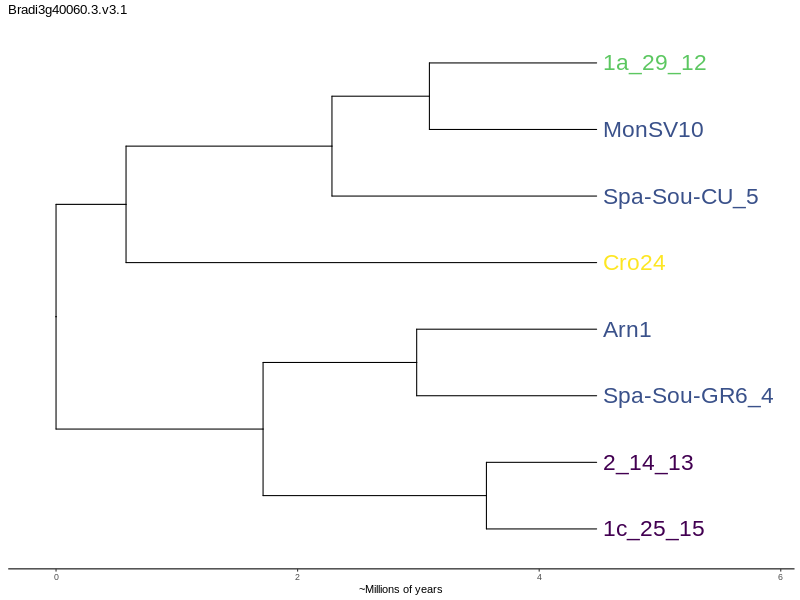 Bradi3g40060.3.v3.1
1a_29_12
MonSV10
Spa-Sou-CU_5
Cro24
Arn1
Spa-Sou-GR6_4
2_14_13
1c_25_15
0 2 4 6
~Millions of years